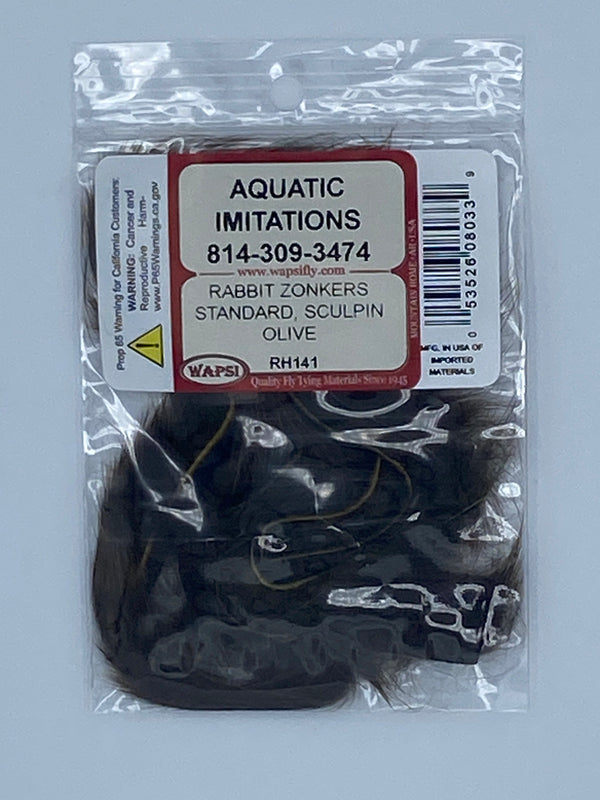 Prop 65 Warning for California Customers:
WARNING: Cancer and
Reproductive Harm-
www.P65Warnings.ca.gov
AQUATIC
IMITATIONS
814-309-3474
www.wapsifly.com
RABBIT ZONKERS
STANDARD, SCULPIN
OLIVE
RH141
WAPSI
Quality Fly Tying Materials Since 1945
MOUNTAIN HOME · AR · USA
0 53526 08033 9
MFG. IN USA OF
IMPORTED
MATERIALS